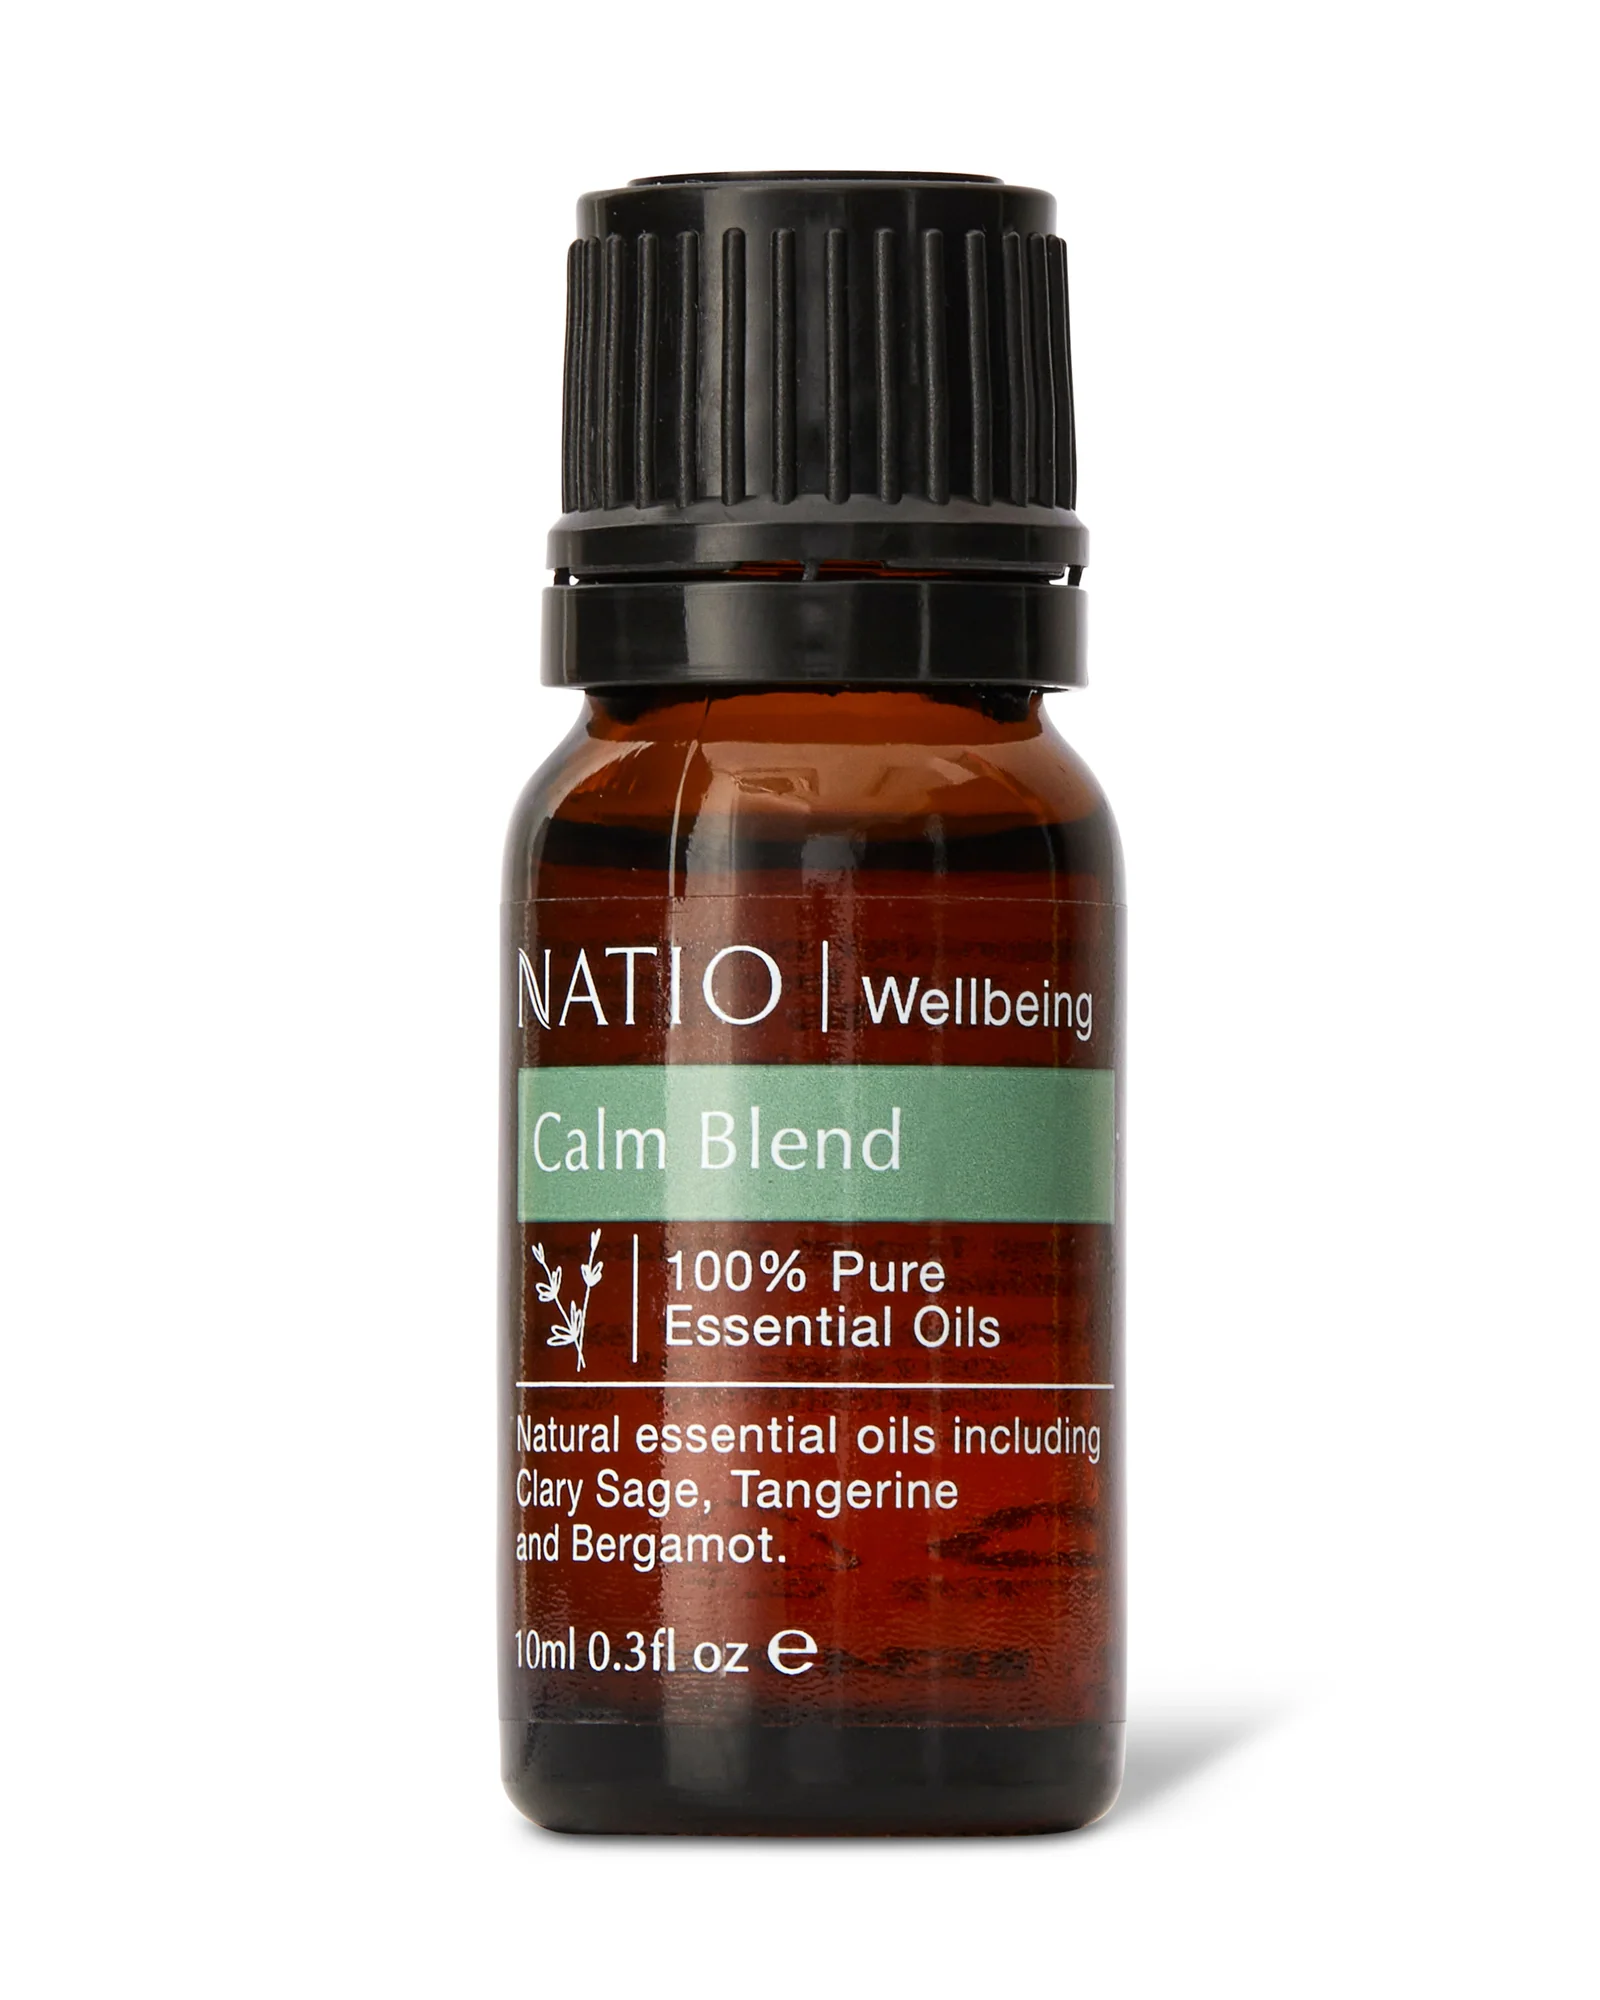 NATIO | Wellbeing
Calm Blend
100% Pure
Essential Oils
Natural essential oils including
Clary Sage, Tangerine
and Bergamot.
10ml 0.3fl oz ℮